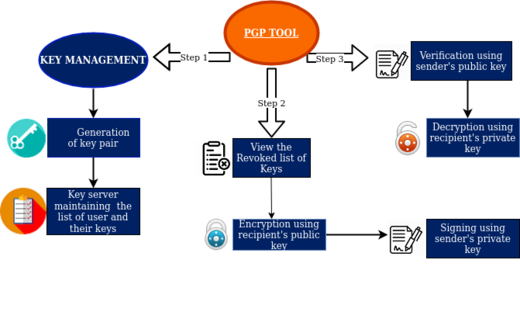 PGP TOOL
KEY MANAGEMENT
Step 1
Step 3
Verification using
sender's public key
Step 2
Generation
of key pair
Decryption using
recipient's private
key
View the
Revoked list of
Keys
Key server
maintaining the
list of user and
their keys
Encryption using
recipient's public
key
Signing using
sender's private
key